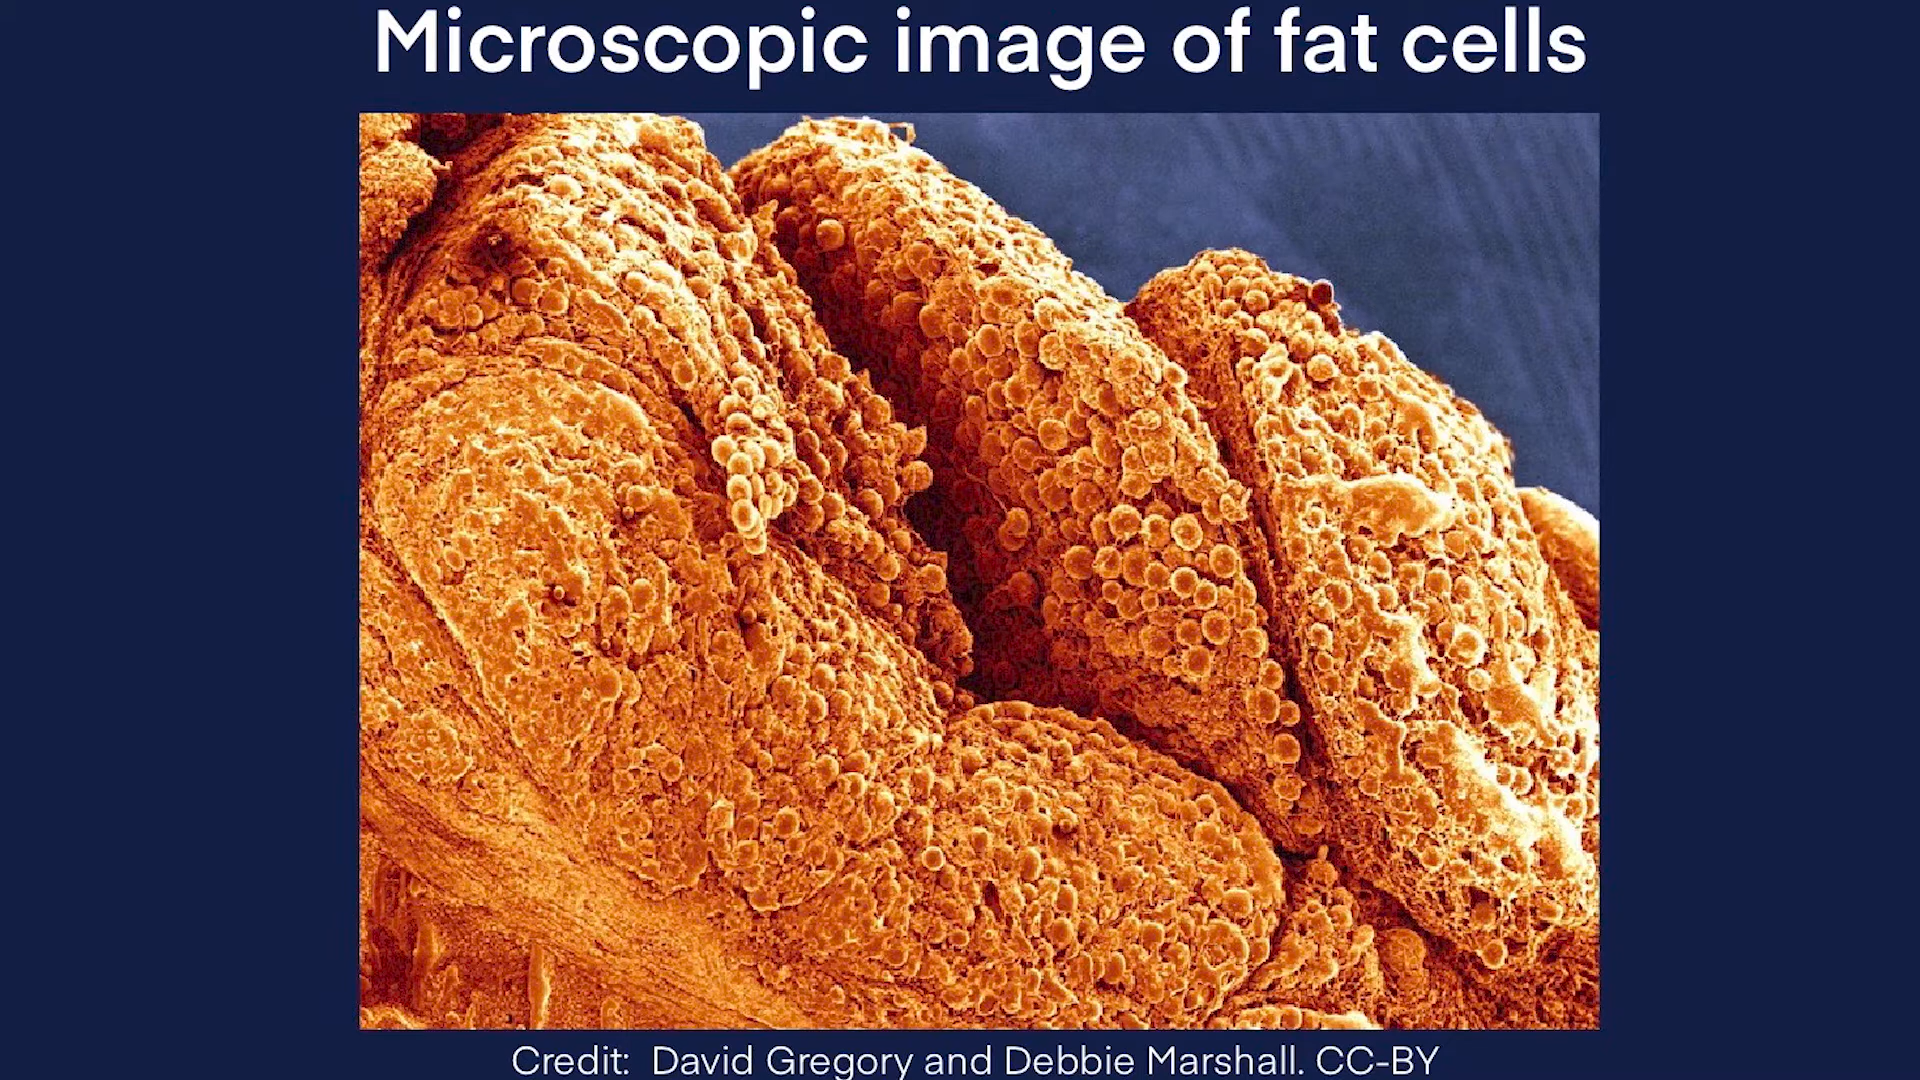 Microscopic image of fat cells
Credit: David Gregory and Debbie Marshall. CC-BY